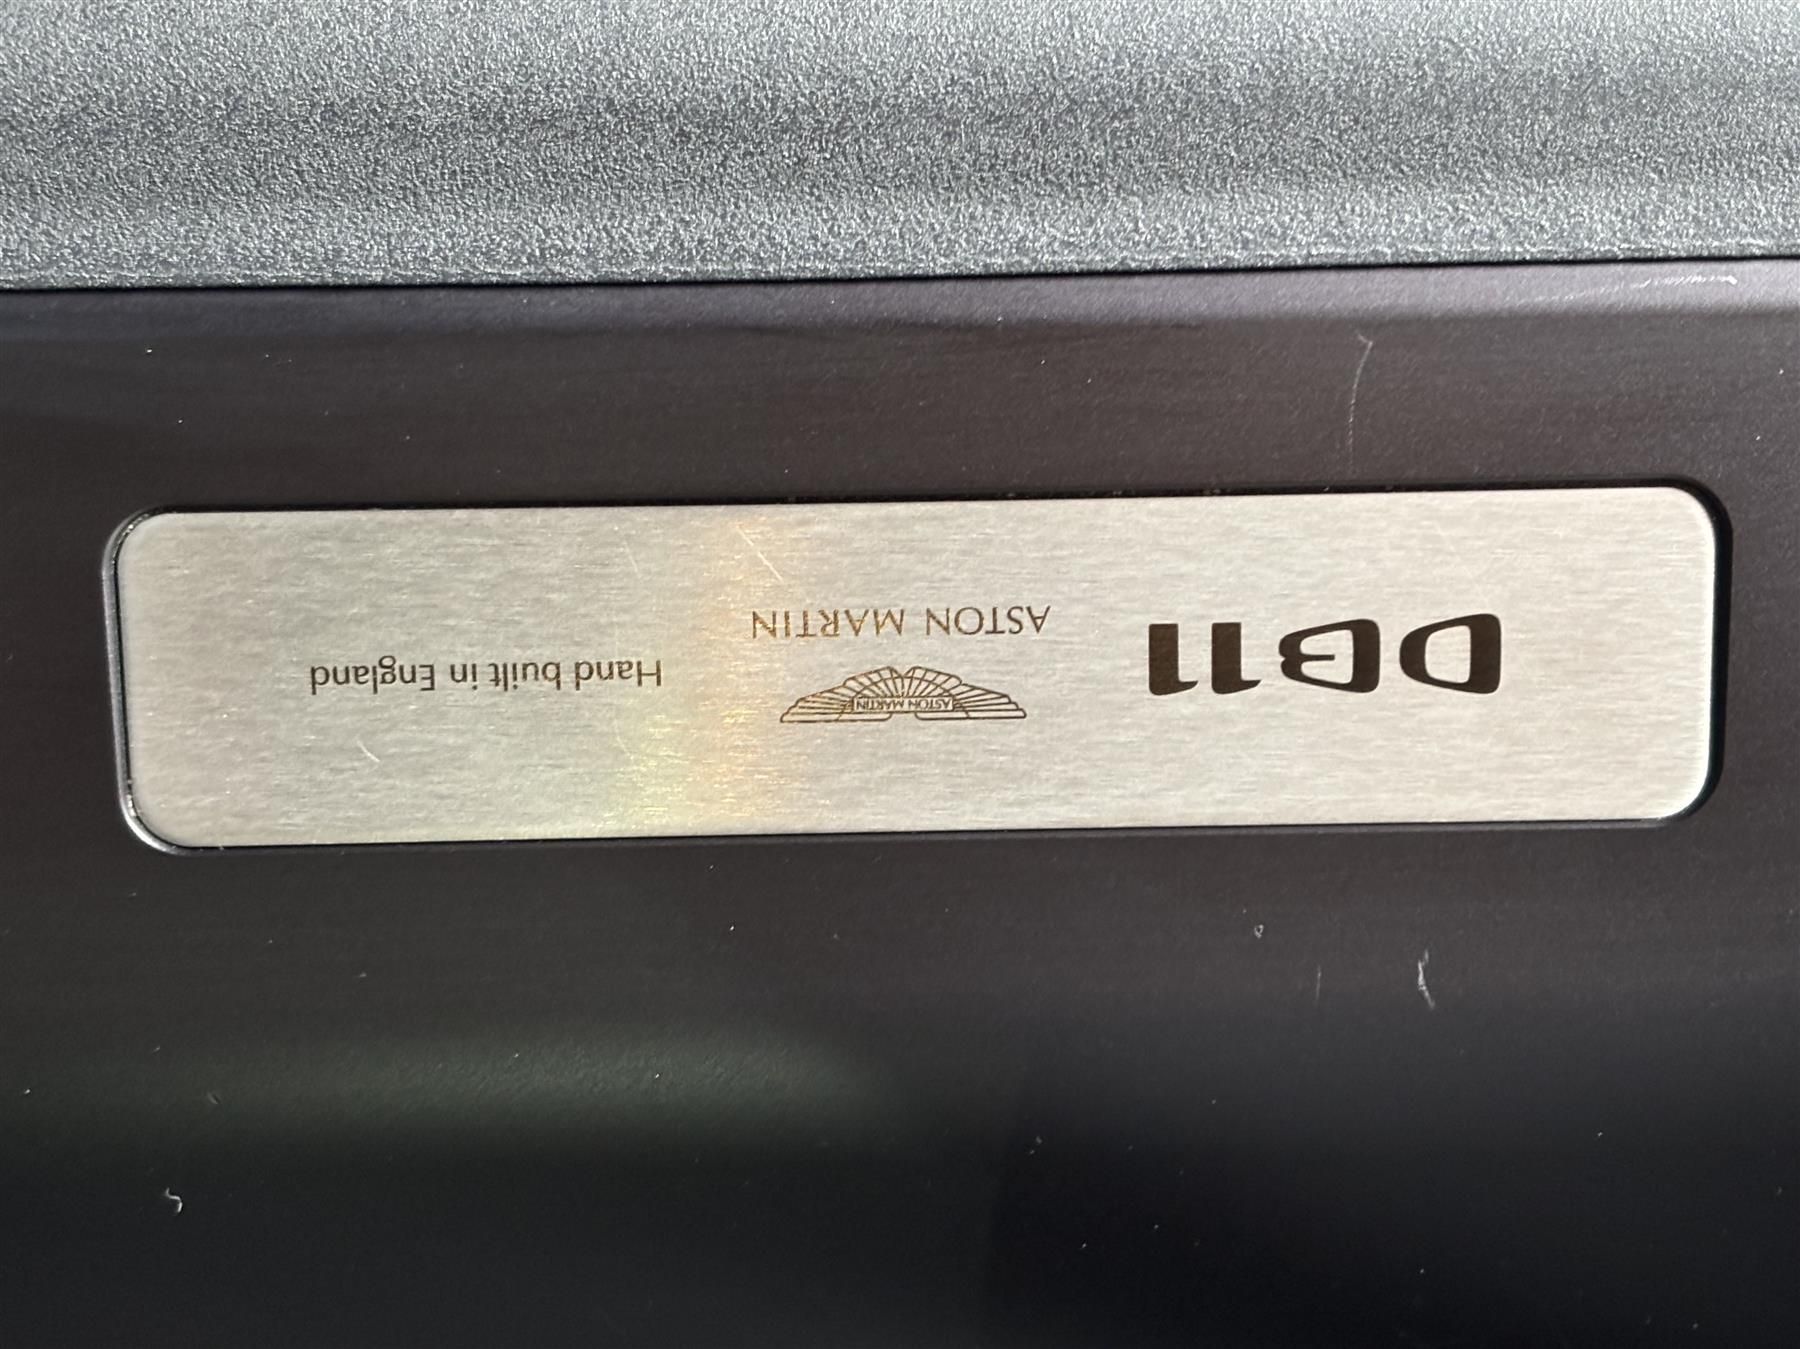 DB11
ASTON MARTIN
ASTON MARTIN
Hand built in England